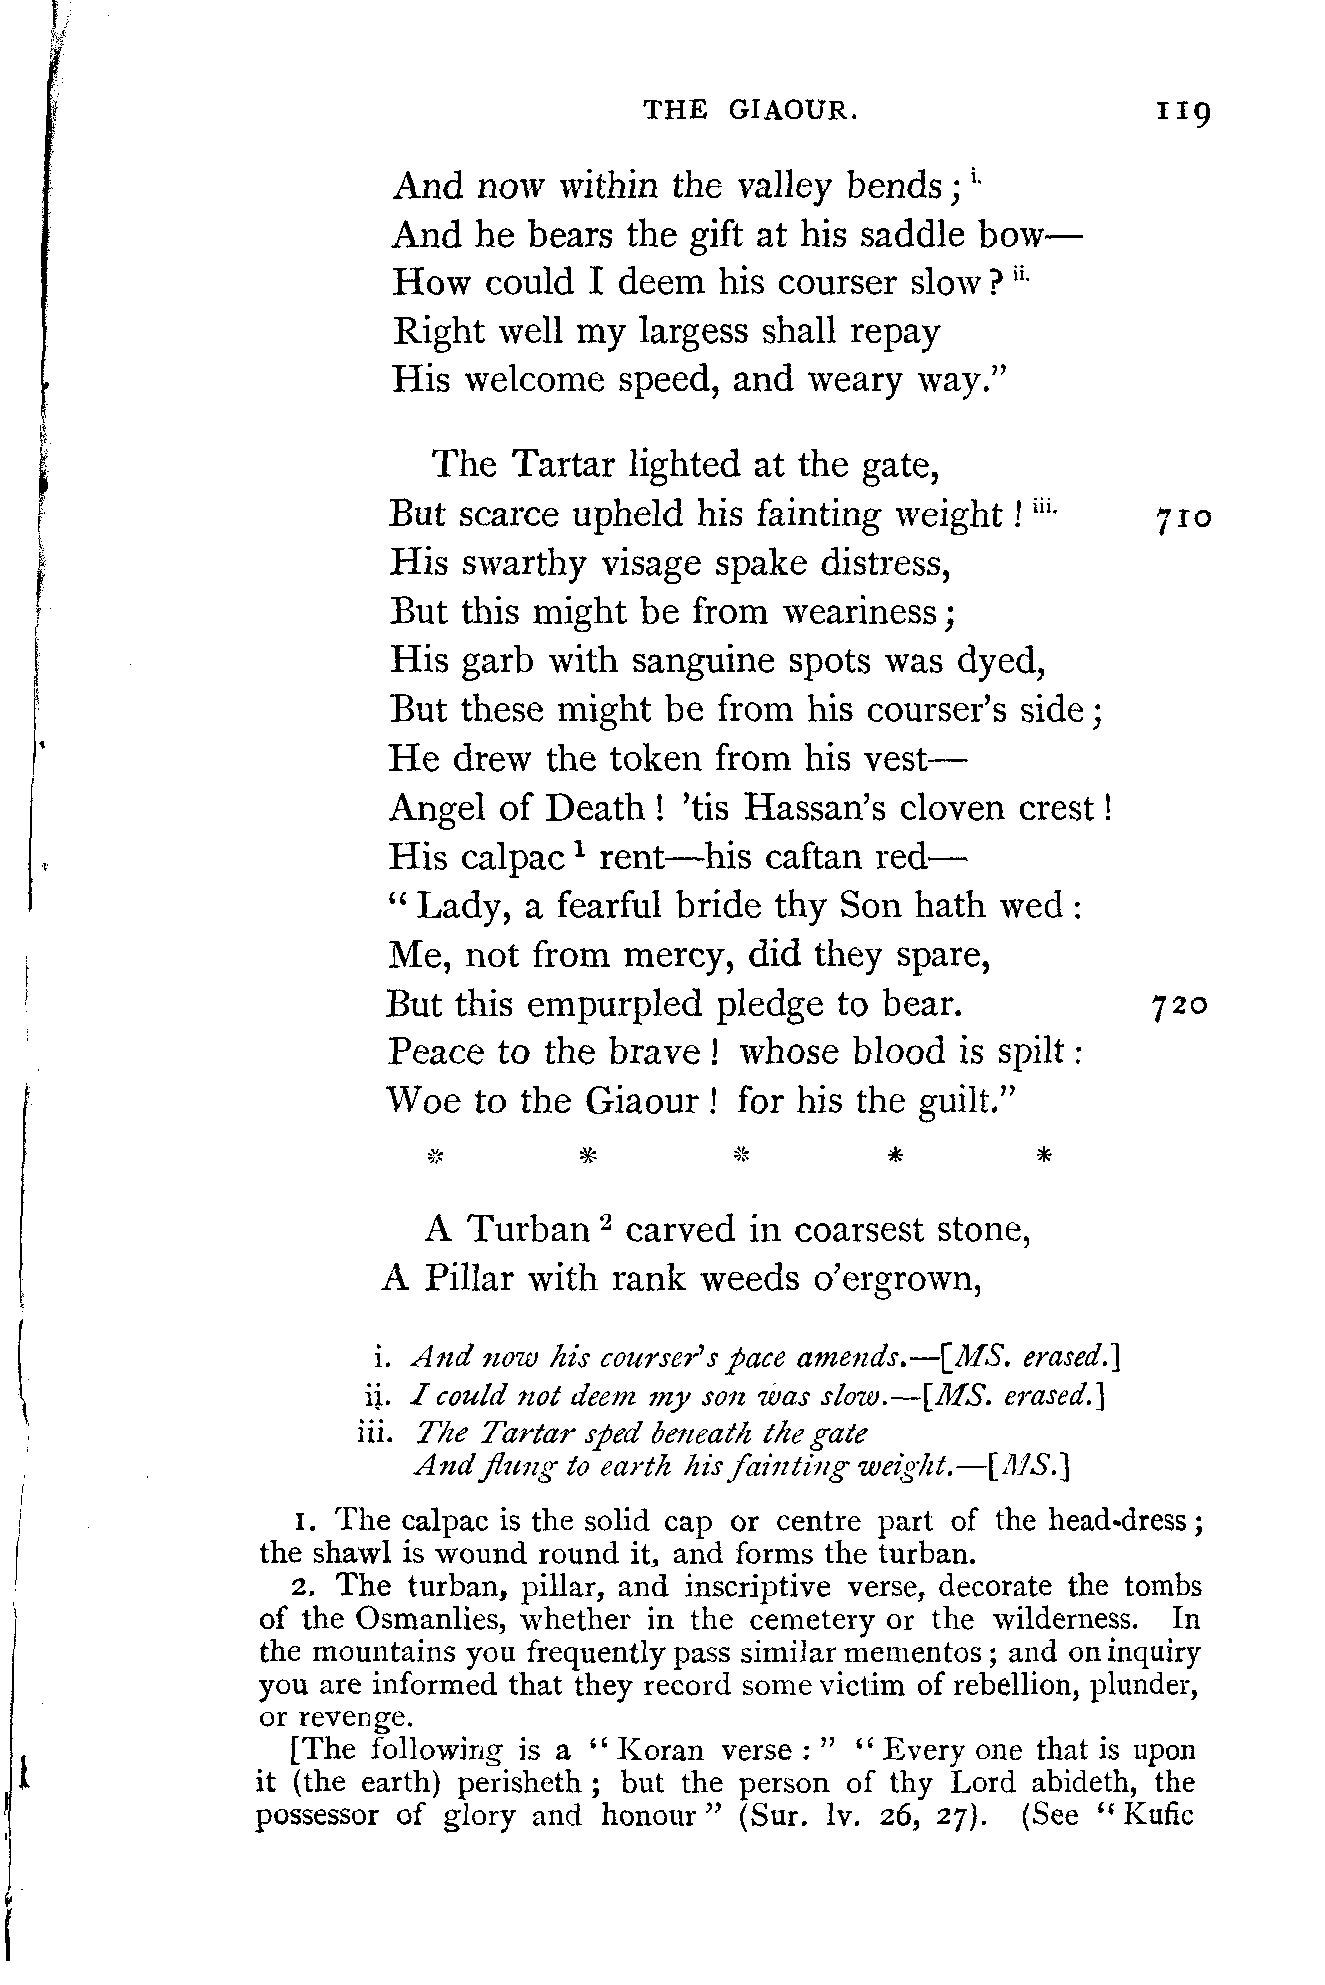 THE GIAOUR. 119
And now within the valley bends; i.
And he bears the gift at his saddle bow—
How could I deem his courser slow? ii.
Right well my largess shall repay
His welcome speed, and weary way.”
The Tartar lighted at the gate,
But scarce upheld his fainting weight! iii. 710
His swarthy visage spake distress,
But this might be from weariness;
His garb with sanguine spots was dyed,
But these might be from his courser’s side;
He drew the token from his vest—
Angel of Death! ’tis Hassan’s cloven crest!
His calpac 1 rent—his caftan red—
“Lady, a fearful bride thy Son hath wed:
Me, not from mercy, did they spare,
But this empurpled pledge to bear. 720
Peace to the brave! whose blood is spilt:
Woe to the Giaour! for his the guilt.”
* * * * *
A Turban 2 carved in coarsest stone,
A Pillar with rank weeds o’ergrown,
i. And now his courser’s pace amends.—[MS. erased.]
ii. I could not deem my son was slow.—[MS. erased.]
iii. The Tartar sped beneath the gate
And flung to earth his fainting weight.—[MS.]
1. The calpac is the solid cap or centre part of the head-dress;
the shawl is wound round it, and forms the turban.
2. The turban, pillar, and inscriptive verse, decorate the tombs
of the Osmanlies, whether in the cemetery or the wilderness. In
the mountains you frequently pass similar mementos; and on inquiry
you are informed that they record some victim of rebellion, plunder,
or revenge.
[The following is a “Koran verse:” “Every one that is upon
it (the earth) perisheth; but the person of thy Lord abideth, the
possessor of glory and honour” (Sur. lv. 26, 27). (See “Kufic